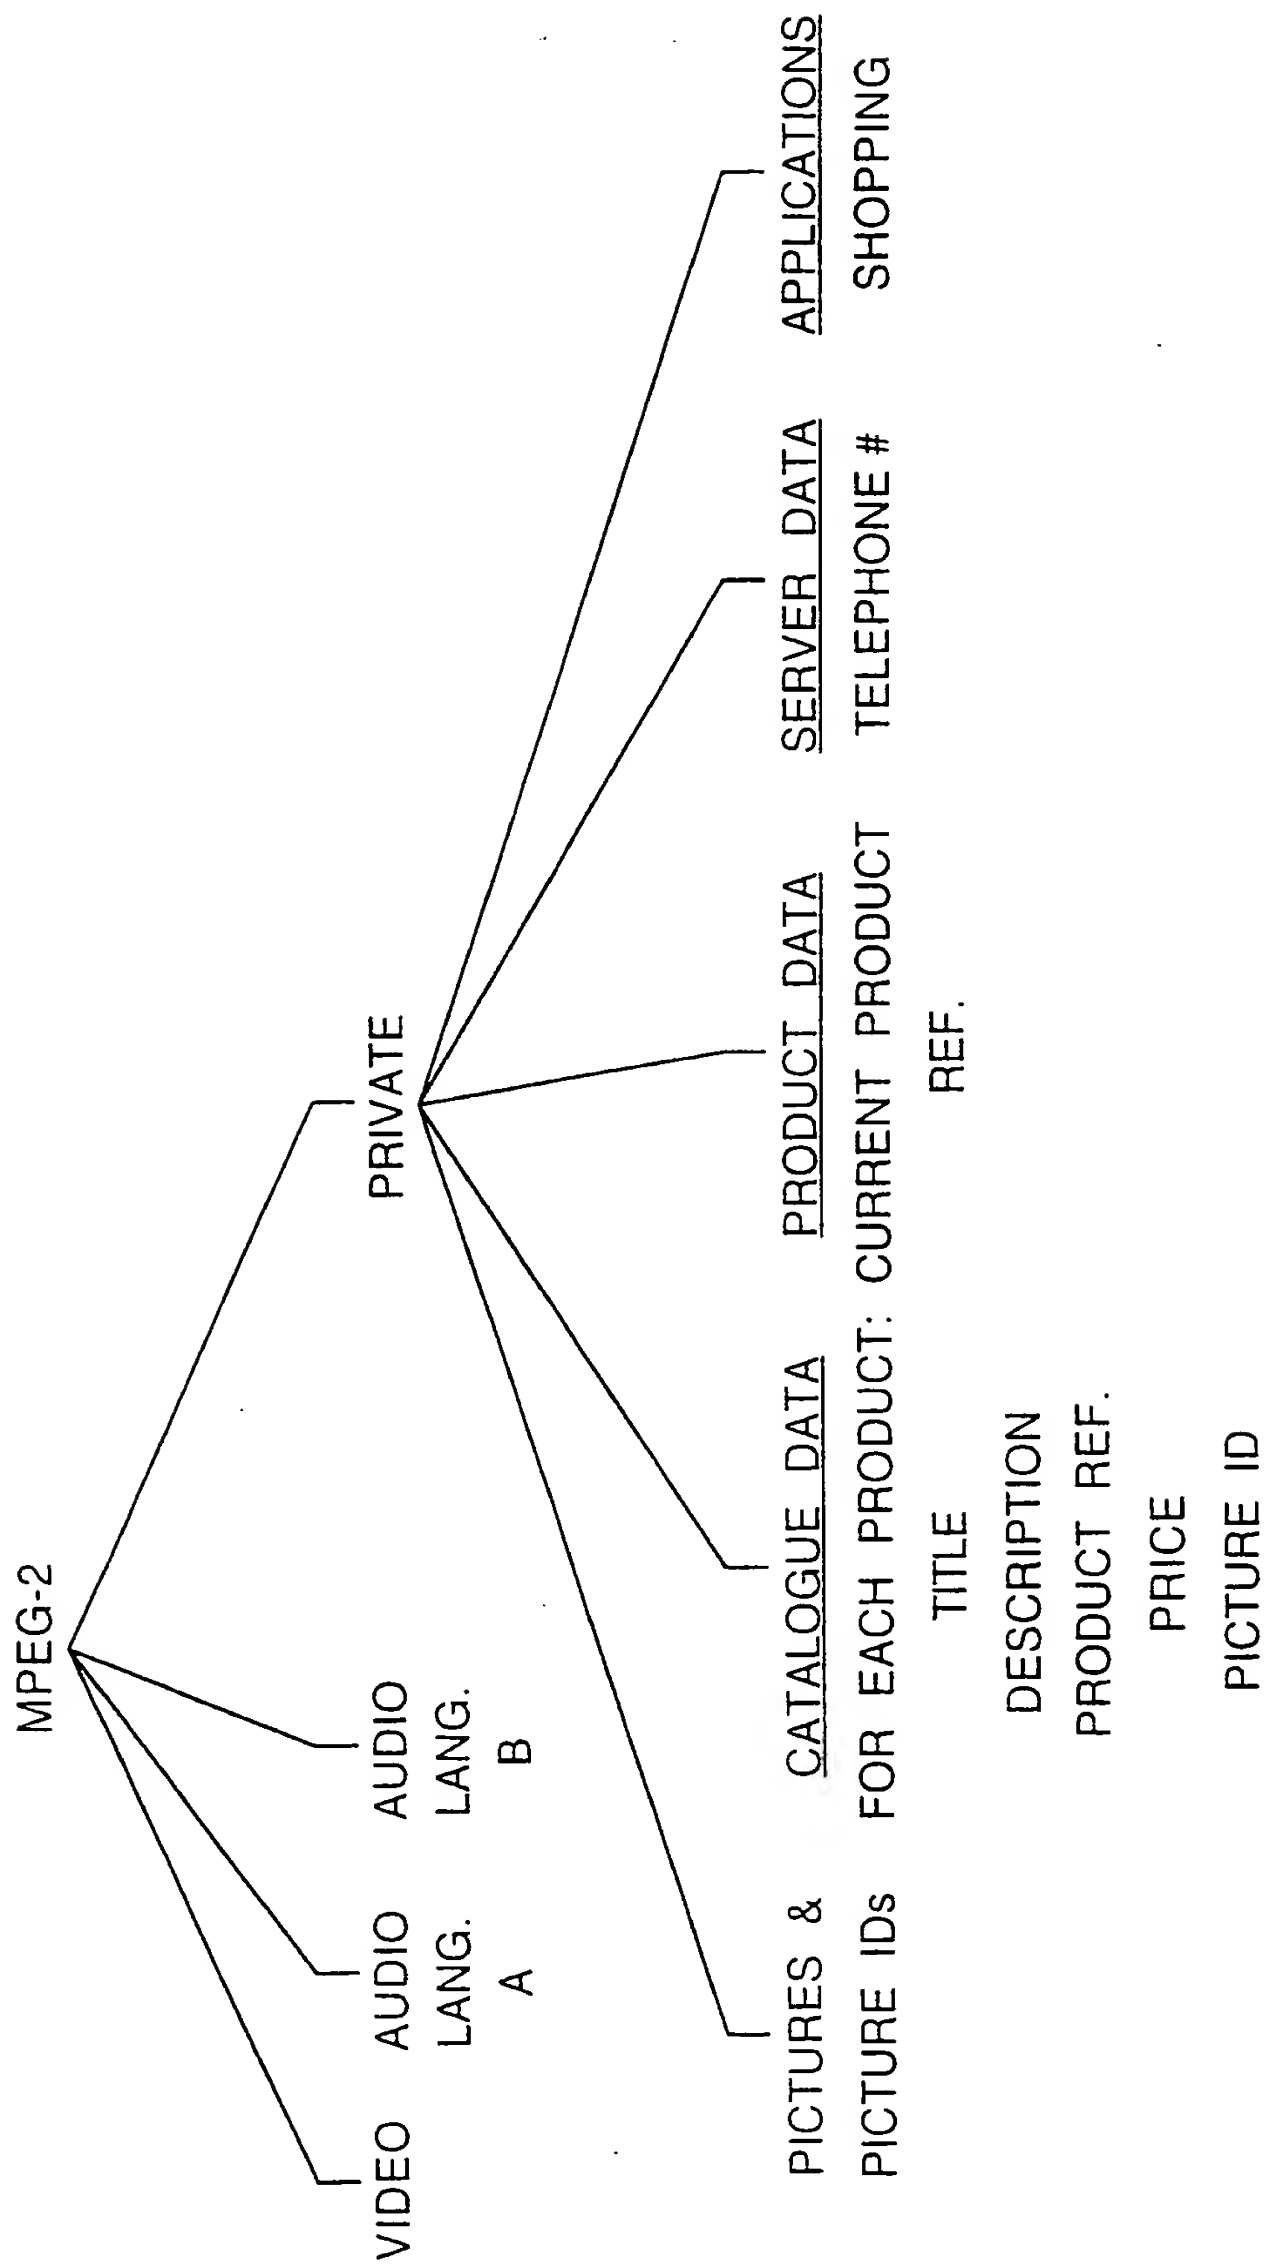 MPEG-2
VIDEO
AUDIO
LANG.
A
AUDIO
LANG.
B
PRIVATE
PICTURES &
PICTURE IDs
CATALOGUE DATA
FOR EACH PRODUCT:
TITLE
DESCRIPTION
PRODUCT REF.
PRICE
PICTURE ID
PRODUCT DATA
CURRENT PRODUCT
REF.
SERVER DATA
TELEPHONE #
APPLICATIONS
SHOPPING